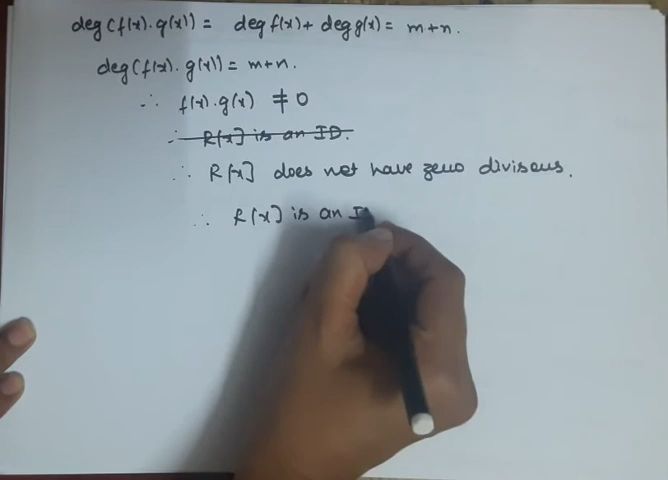 deg(f(x).g(x)) = deg f(x) + deg g(x) = m+n.
deg(f(x).g(x)) = m+n.
∴ f(x).g(x) ≠ 0
∴ R[x] is an ID.
∴ R[x] does not have zero divisors.
∴ R[x] is an I